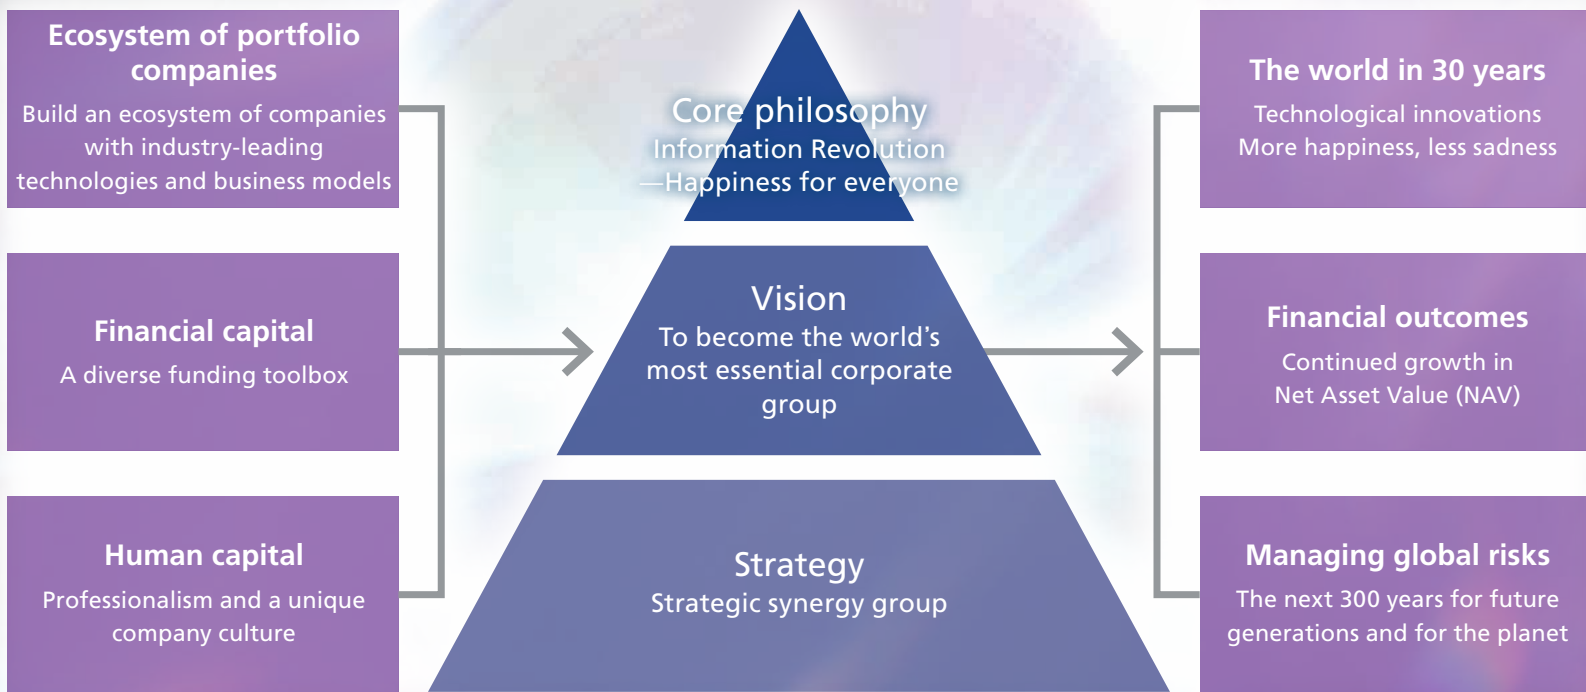 Ecosystem of portfolio
companies
Build an ecosystem of companies
with industry-leading
technologies and business models
Financial capital
A diverse funding toolbox
Human capital
Professionalism and a unique
company culture
Core philosophy
Information Revolution
—Happiness for everyone
Vision
To become the world's
most essential corporate
group
Strategy
Strategic synergy group
The world in 30 years
Technological innovations
More happiness, less sadness
Financial outcomes
Continued growth in
Net Asset Value (NAV)
Managing global risks
The next 300 years for future
generations and for the planet